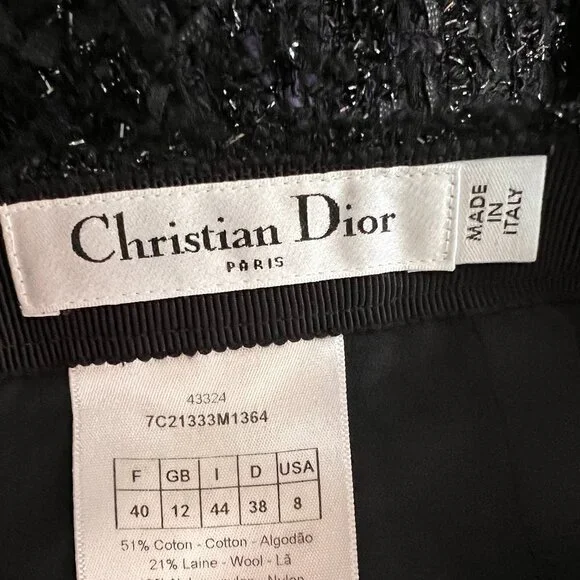 Christian Dior
PARIS
MADE
IN
ITALY
43324
7C21333M1364
F GB I D USA
40 12 44 38 8
51% Coton - Cotton - Algodão
21% Laine - Wool - Lã
Nylon